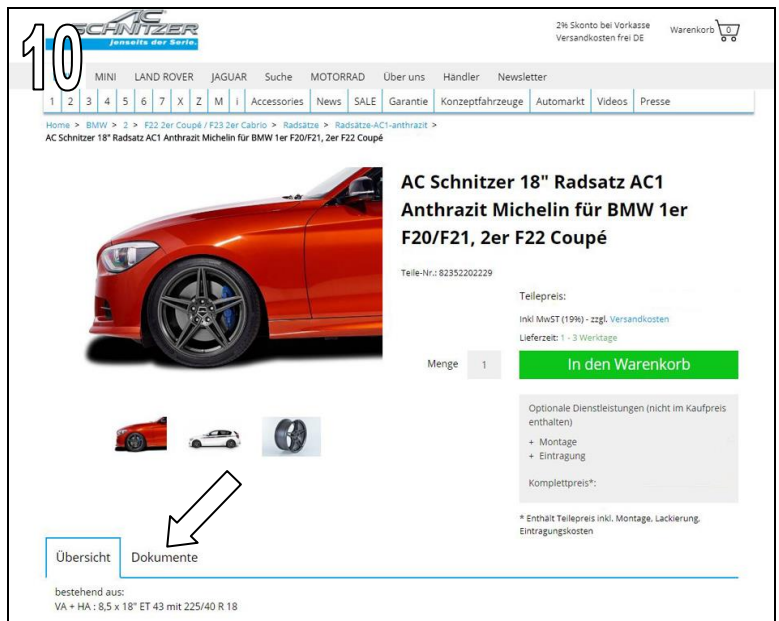 10
AC
SCHNITZER
Jenseits der Serie.
2% Skonto bei Vorkasse
Versandkosten frei DE
Warenkorb 0
MINI LAND ROVER JAGUAR Suche MOTORRAD Über uns Händler Newsletter
1 2 3 4 5 6 7 X Z M i Accessories News SALE Garantie Konzeptfahrzeuge Automarkt Videos Presse
Home > BMW > 2 > F22 2er Coupé / F23 2er Cabrio > Radsätze > Radsätze-AC1-anthrazit >
AC Schnitzer 18" Radsatz AC1 Anthrazit Michelin für BMW 1er F20/F21, 2er F22 Coupé
AC Schnitzer 18" Radsatz AC1
Anthrazit Michelin für BMW 1er
F20/F21, 2er F22 Coupé
Teile-Nr.: 82352202229
Teilepreis:
Inkl MwST (19%) - zzgl. Versandkosten
Lieferzeit: 1 - 3 Werktage
Menge 1 In den Warenkorb
Optionale Dienstleistungen (nicht im Kaufpreis
enthalten)
+ Montage
+ Eintragung
Komplettpreis*:
* Enthält Teilepreis inkl. Montage, Lackierung,
Eintragungskosten
Übersicht Dokumente
bestehend aus:
VA + HA : 8,5 x 18" ET 43 mit 225/40 R 18